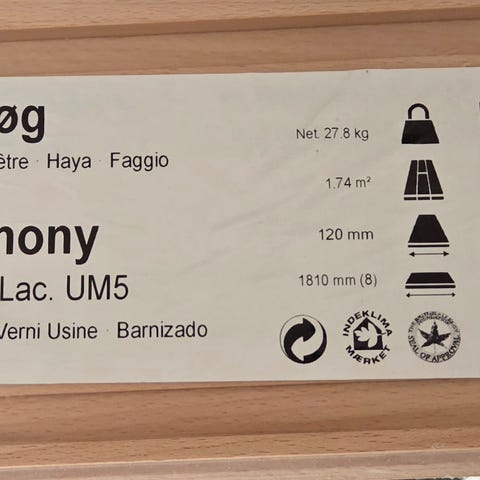 øg
être · Haya · Faggio
mony
Lac. UM5
Verni Usine · Barnizado
Net. 27.8 kg
1.74 m²
120 mm
1810 mm (8)
INDEKLIMA
MÆRKET
SEAL OF APPROVAL